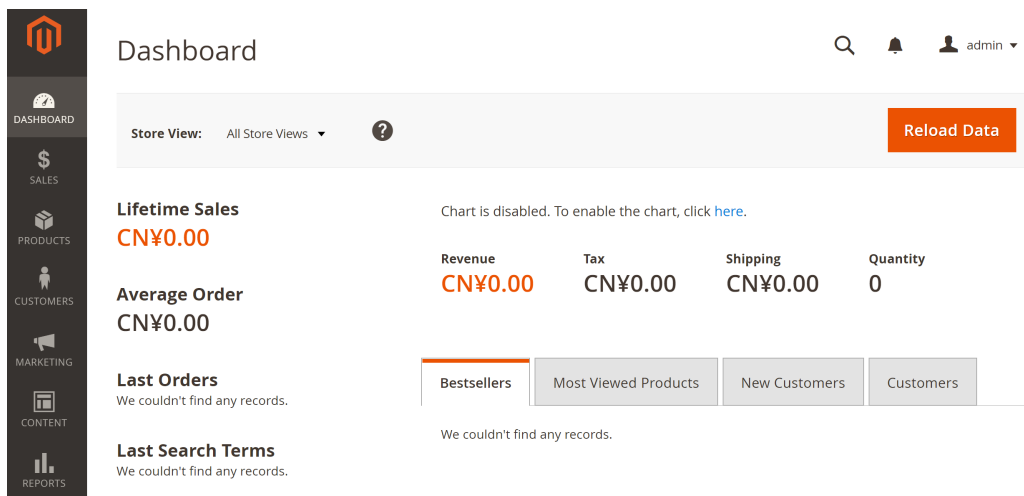 Dashboard
admin
DASHBOARD
Store View: All Store Views
Reload Data
SALES
PRODUCTS
CUSTOMERS
MARKETING
CONTENT
REPORTS
Lifetime Sales
CN¥0.00
Average Order
CN¥0.00
Last Orders
We couldn't find any records.
Last Search Terms
We couldn't find any records.
Chart is disabled. To enable the chart, click here.
Revenue Tax Shipping Quantity
CN¥0.00 CN¥0.00 CN¥0.00 0
Bestsellers Most Viewed Products New Customers Customers
We couldn't find any records.